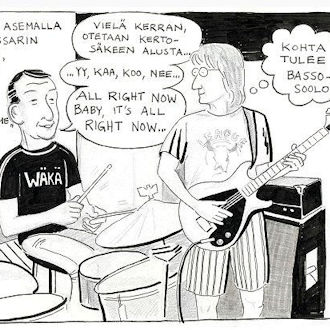 ASEMALLA
SSARIN
VIELÄ KERRAN,
OTETAAN KERTO-
SÄKEEN ALUSTA...
...YY, KAA, KOO, NEE...
ALL RIGHT NOW
BABY, IT'S ALL
RIGHT NOW...
KOHTA
TULEE
BASSO-
SOOLO
WÄKÄ